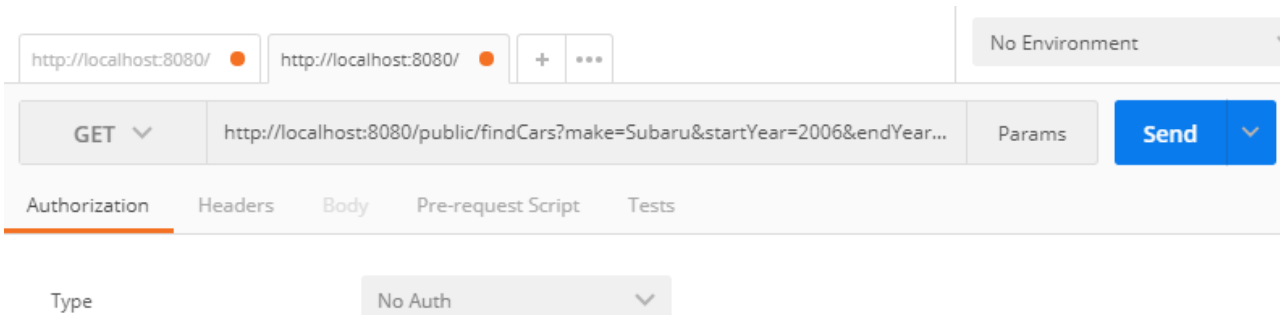 http://localhost:8080/ http://localhost:8080/ + ••• No Environment
GET http://localhost:8080/public/findCars?make=Subaru&startYear=2006&endYear... Params Send
Authorization Headers Body Pre-request Script Tests
Type No Auth